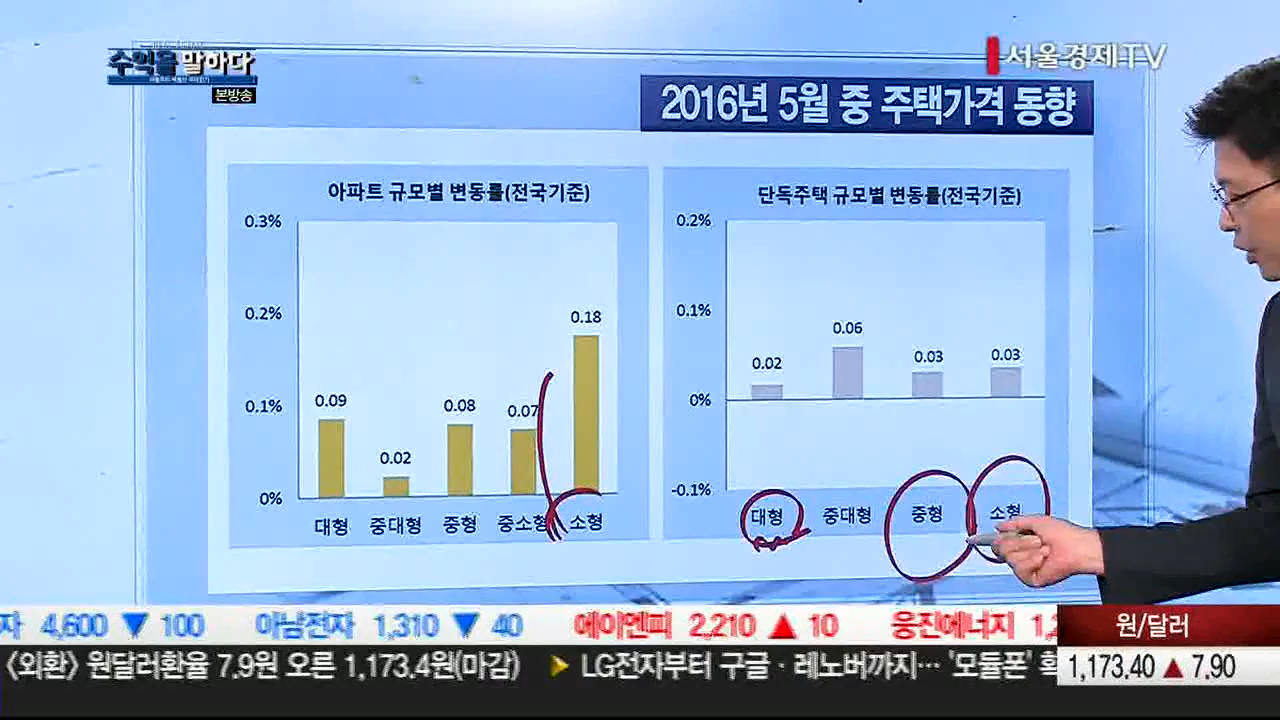 수익을 말하다
본방송
서울경제TV
2016년 5월 중 주택가격 동향
아파트 규모별 변동률(전국기준)
0.3%
0.2%
0.1%
0%
0.09
0.02
0.08
0.07
0.18
대형 중대형 중형 중소형 소형
단독주택 규모별 변동률(전국기준)
0.2%
0.1%
0%
-0.1%
0.02
0.06
0.03
0.03
대형 중대형 중형 소형
자 4,600 ▼ 100 아남전자 1,310 ▼ 40 에이엔피 2,210 ▲ 10 웅진에너지
원/달러
〈외환〉 원달러환율 7.9원 오른 1,173.4원(마감) ▶ LG전자부터 구글·레노버까지… '모듈폰'
1,173.40 ▲ 7.90